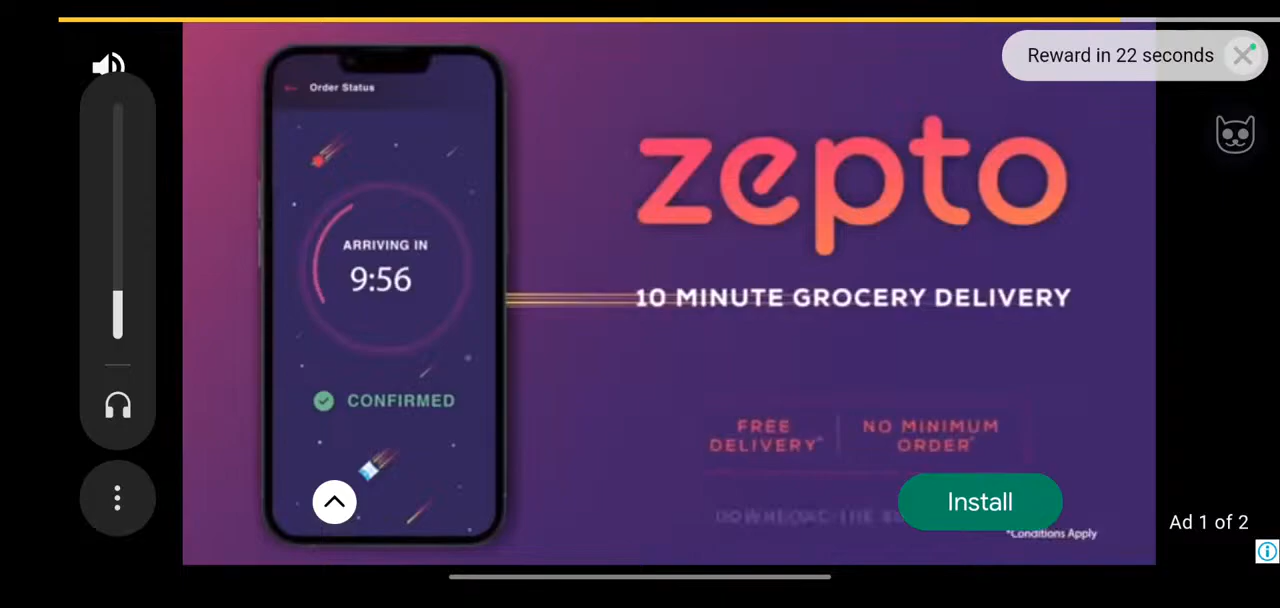 Reward in 22 seconds
Order Status
ARRIVING IN
9:56
CONFIRMED
zepto
10 MINUTE GROCERY DELIVERY
FREE
DELIVERY*
NO MINIMUM
ORDER*
Install
*Conditions Apply
Ad 1 of 2